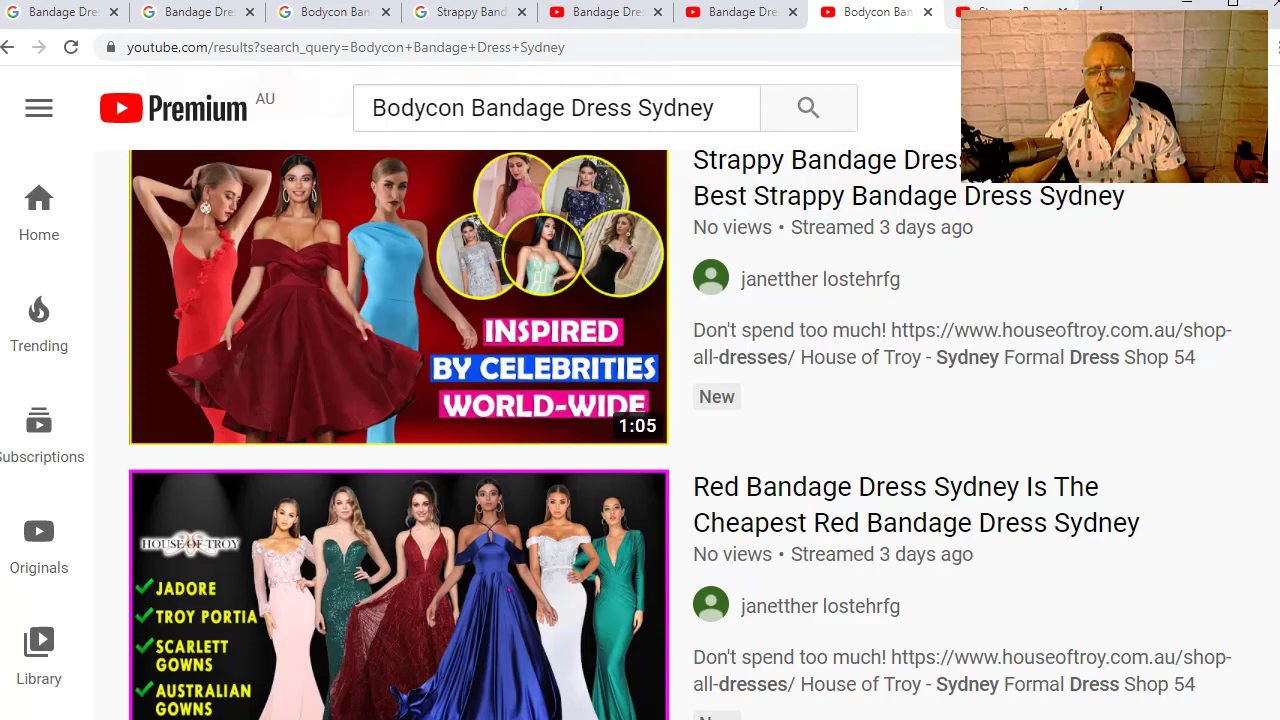 Bandage Dre
Bandage Dre
Bodycon Ban
Strappy Band
Bandage Dre
Bandage Dre
Bodycon Ban
youtube.com/results?search_query=Bodycon+Bandage+Dress+Sydney
Premium AU
Bodycon Bandage Dress Sydney
Home
Trending
Subscriptions
Originals
Library
INSPIRED
BY CELEBRITIES
WORLD-WIDE
1:05
Strappy Bandage Dres
Best Strappy Bandage Dress Sydney
No views • Streamed 3 days ago
janetther lostehrfg
Don't spend too much! https://www.houseoftroy.com.au/shop-
all-dresses/ House of Troy - Sydney Formal Dress Shop 54
New
HOUSE OF TROY
JADORE
TROY PORTIA
SCARLETT
GOWNS
AUSTRALIAN
GOWNS
Red Bandage Dress Sydney Is The
Cheapest Red Bandage Dress Sydney
No views • Streamed 3 days ago
janetther lostehrfg
Don't spend too much! https://www.houseoftroy.com.au/shop-
all-dresses/ House of Troy - Sydney Formal Dress Shop 54